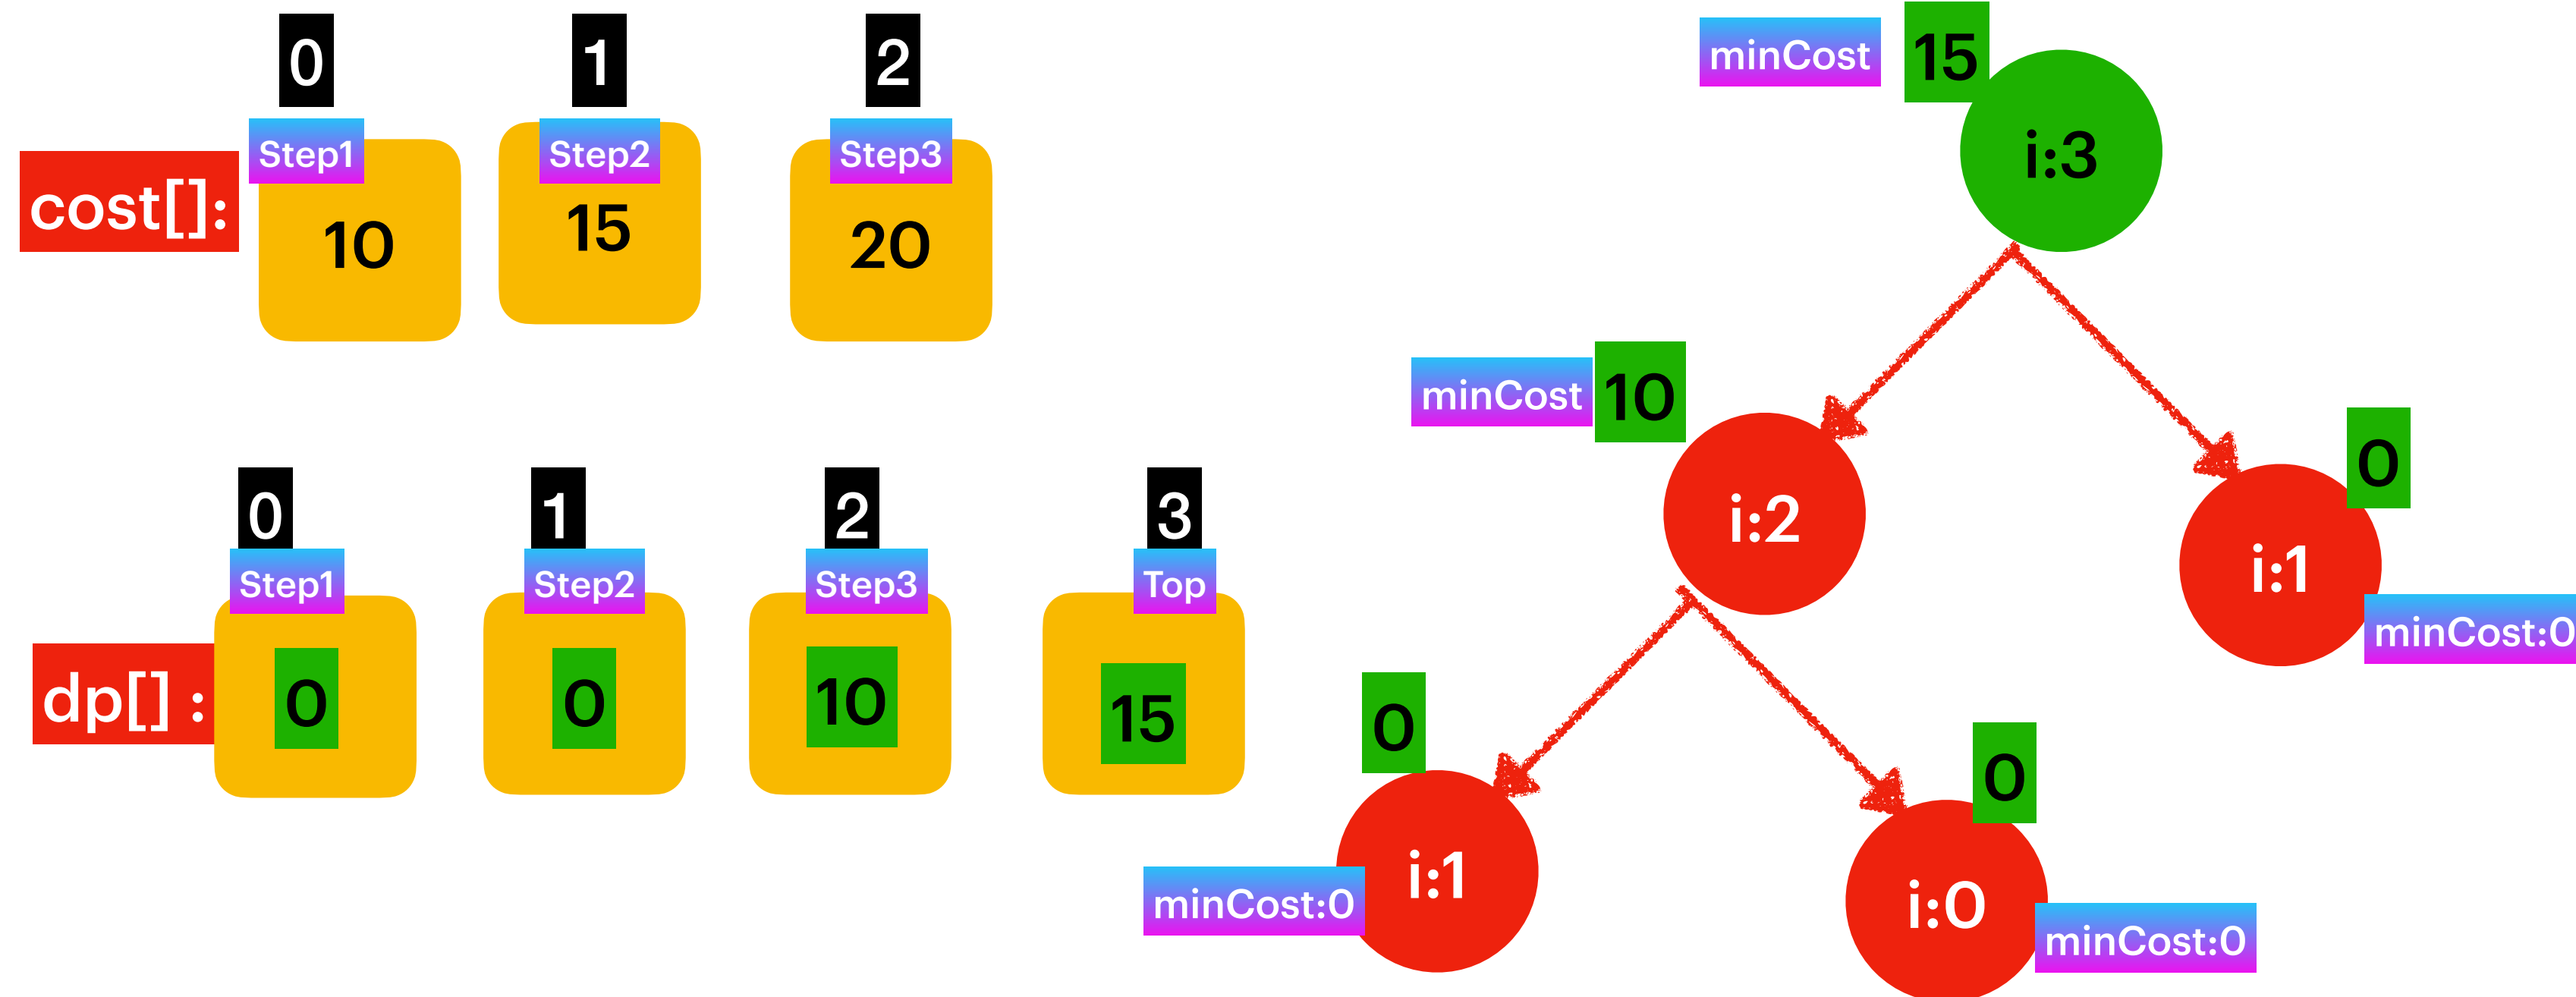 0 1 2
Step1 Step2 Step3
cost[]: 10 15 20
0 1 2 3
Step1 Step2 Step3 Top
dp[] : 0 0 10 15
minCost 15
i:3
minCost 10
i:2
0
i:1
minCost:0
0
i:1
minCost:0
0
i:0
minCost:0